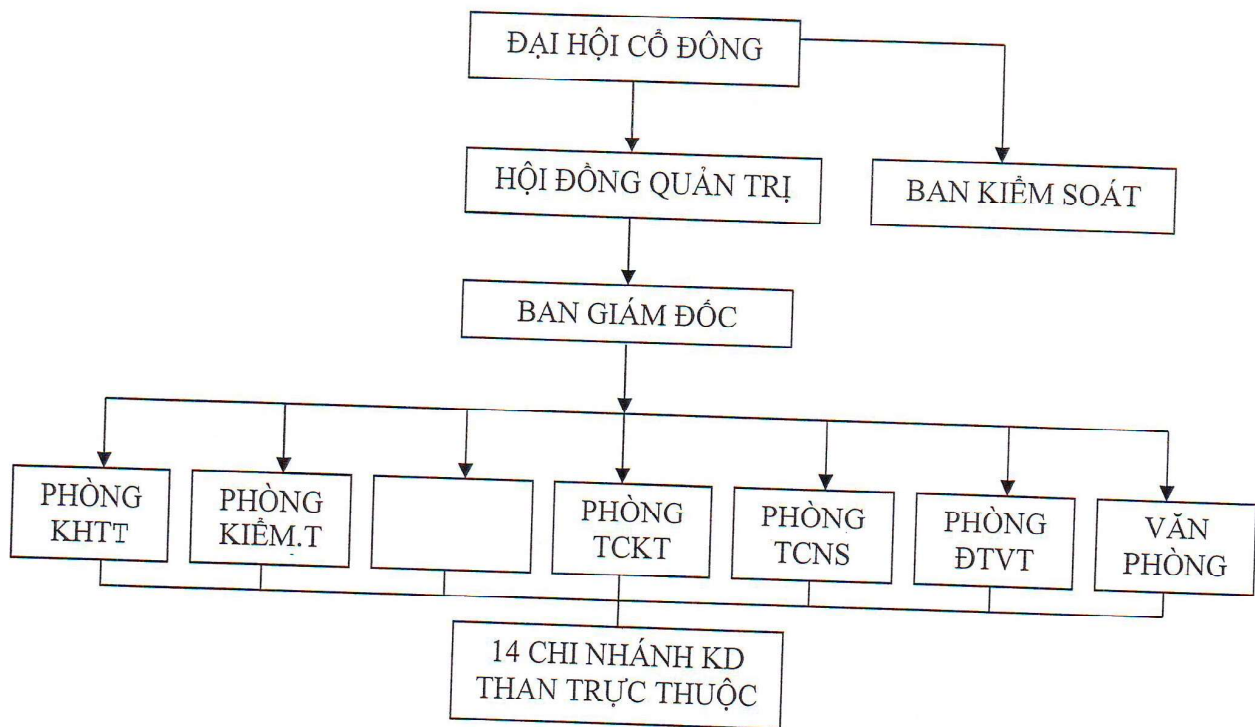 ĐẠI HỘI CỔ ĐÔNG
HỘI ĐỒNG QUẢN TRỊ
BAN KIỂM SOÁT
BAN GIÁM ĐỐC
PHÒNG
KHTT
PHÒNG
KIỂM.T
PHÒNG
TCKT
PHÒNG
TCNS
PHÒNG
ĐTVT
VĂN
PHÒNG
14 CHI NHÁNH KD
THAN TRỰC THUỘC